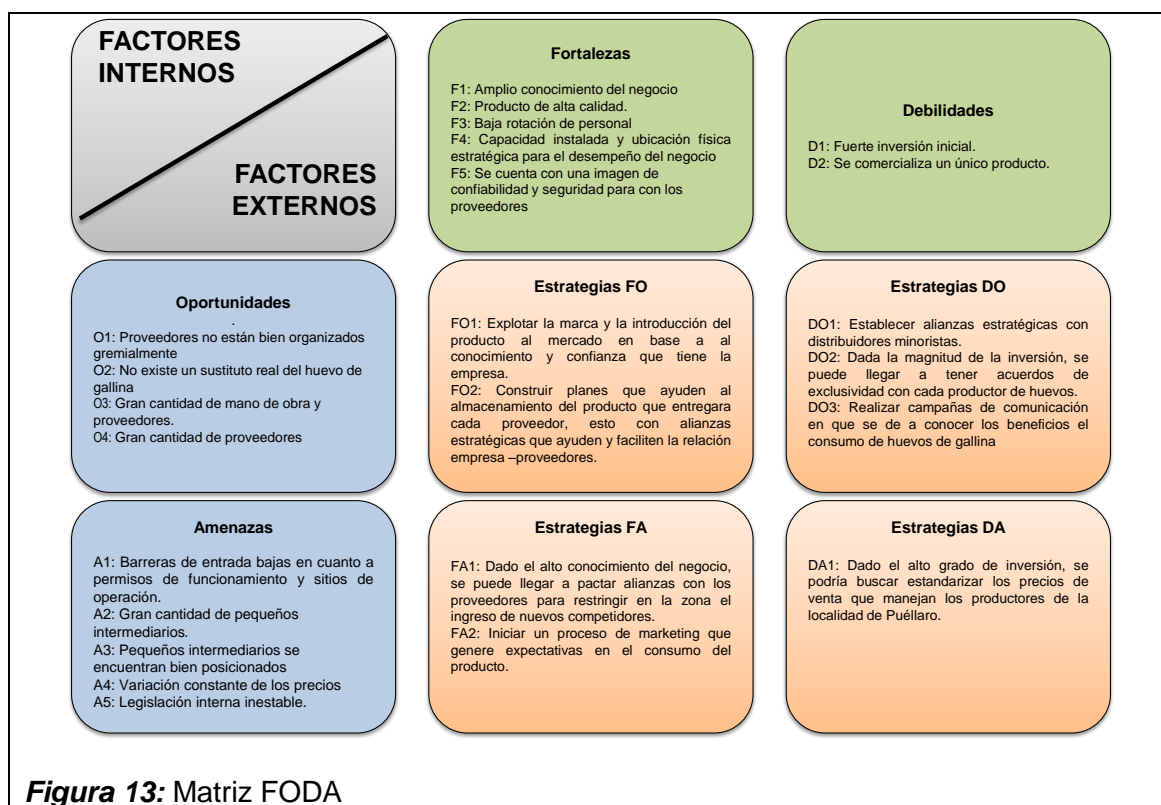 FACTORES
INTERNOS
FACTORES
EXTERNOS
Fortalezas
F1: Amplio conocimiento del negocio
F2: Producto de alta calidad.
F3: Baja rotación de personal
F4: Capacidad instalada y ubicación física
estratégica para el desempeño del negocio
F5: Se cuenta con una imagen de
confiabilidad y seguridad para con los
proveedores
Debilidades
D1: Fuerte inversión inicial.
D2: Se comercializa un único producto.
Oportunidades
.
O1: Proveedores no están bien organizados
gremialmente
O2: No existe un sustituto real del huevo de
gallina
O3: Gran cantidad de mano de obra y
proveedores.
O4: Gran cantidad de proveedores
Estrategias FO
FO1: Explotar la marca y la introducción del
producto al mercado en base a al
conocimiento y confianza que tiene la
empresa.
FO2: Construir planes que ayuden al
almacenamiento del producto que entregara
cada proveedor, esto con alianzas
estratégicas que ayuden y faciliten la relación
empresa –proveedores.
Estrategias DO
DO1: Establecer alianzas estratégicas con
distribuidores minoristas.
DO2: Dada la magnitud de la inversión, se
puede llegar a tener acuerdos de
exclusividad con cada productor de huevos.
DO3: Realizar campañas de comunicación
en que se de a conocer los beneficios el
consumo de huevos de gallina
Amenazas
A1: Barreras de entrada bajas en cuanto a
permisos de funcionamiento y sitios de
operación.
A2: Gran cantidad de pequeños
intermediarios.
A3: Pequeños intermediarios se
encuentran bien posicionados
A4: Variación constante de los precios
A5: Legislación interna inestable.
Estrategias FA
FA1: Dado el alto conocimiento del negocio,
se puede llegar a pactar alianzas con los
proveedores para restringir en la zona el
ingreso de nuevos competidores.
FA2: Iniciar un proceso de marketing que
genere expectativas en el consumo del
producto.
Estrategias DA
DA1: Dado el alto grado de inversión, se
podría buscar estandarizar los precios de
venta que manejan los productores de la
localidad de Puéllaro.
Figura 13: Matriz FODA